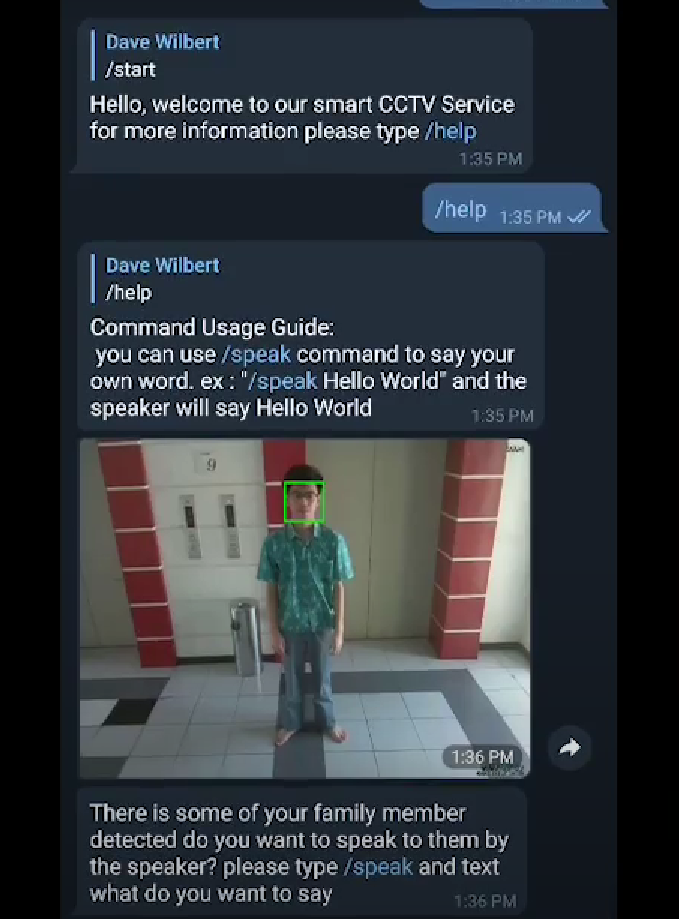 Dave Wilbert
/start
Hello, welcome to our smart CCTV Service
for more information please type /help
1:35 PM
/help 1:35 PM
Dave Wilbert
/help
Command Usage Guide:
you can use /speak command to say your
own word. ex : "/speak Hello World" and the
speaker will say Hello World
1:35 PM
9
1:36 PM
There is some of your family member
detected do you want to speak to them by
the speaker? please type /speak and text
what do you want to say
1:36 PM